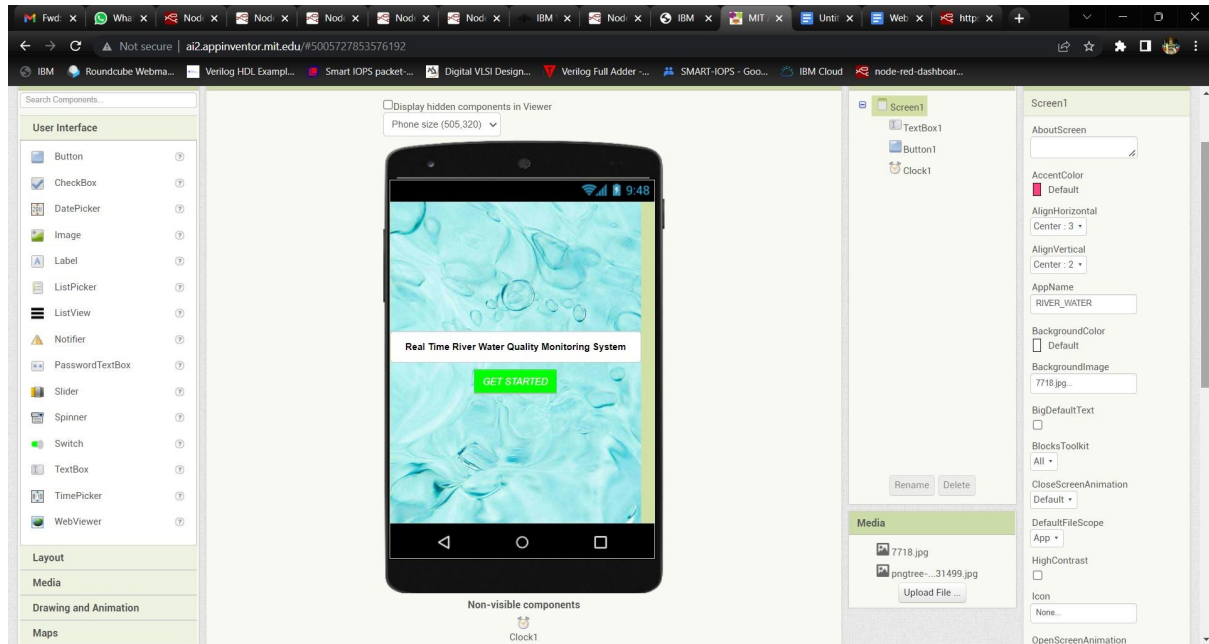 Fwd:
Wha
Nod
Nod
Nod
Nod
Nod
IBM
Nod
IBM
MIT
Untit
Web
http
Not secure | ai2.appinventor.mit.edu/#5005727853576192
IBM
Roundcube Webma...
Verilog HDL Exampl...
Smart IOPS packet-...
Digital VLSI Design...
Verilog Full Adder -...
SMART-IOPS - Goo...
IBM Cloud
node-red-dashboar...
Search Components...
User Interface
Button
CheckBox
DatePicker
Image
Label
ListPicker
ListView
Notifier
PasswordTextBox
Slider
Spinner
Switch
TextBox
TimePicker
WebViewer
Layout
Media
Drawing and Animation
Maps
Display hidden components in Viewer
Phone size (505,320)
9:48
Real Time River Water Quality Monitoring System
GET STARTED
Non-visible components
Clock1
Screen1
TextBox1
Button1
Clock1
Rename Delete
Media
7718.jpg
pngtree-...31499.jpg
Upload File ...
Screen1
AboutScreen
AccentColor
Default
AlignHorizontal
Center : 3
AlignVertical
Center : 2
AppName
RIVER_WATER
BackgroundColor
Default
BackgroundImage
7718.jpg...
BigDefaultText
BlocksToolkit
All
CloseScreenAnimation
Default
DefaultFileScope
App
HighContrast
Icon
None...
OpenScreenAnimation